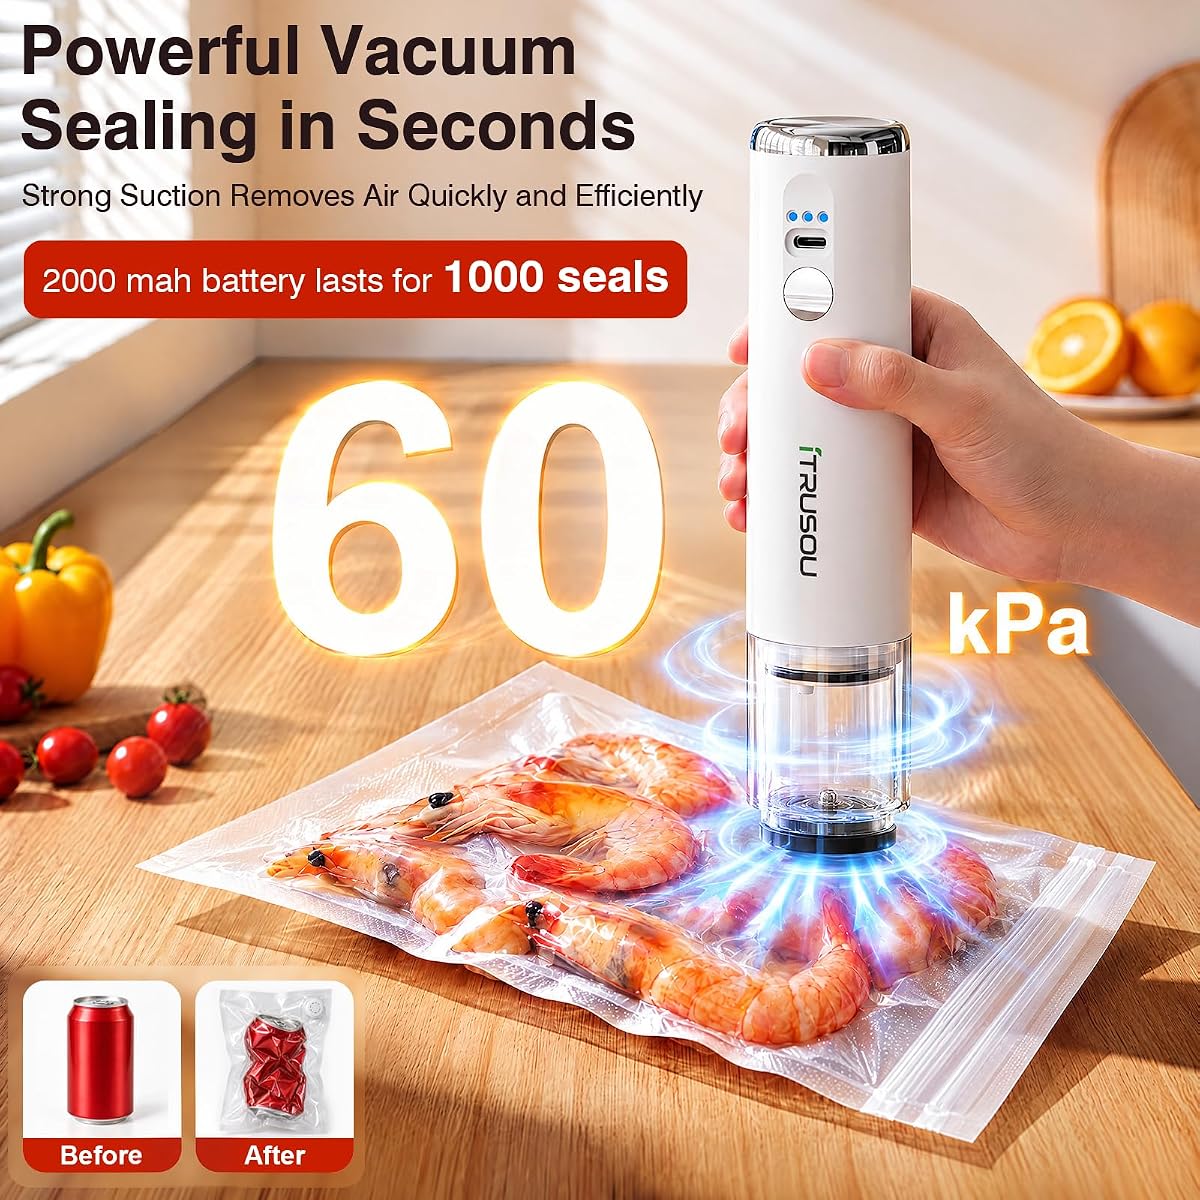 Powerful Vacuum
Sealing in Seconds
Strong Suction Removes Air Quickly and Efficiently
2000 mah battery lasts for 1000 seals
60
kPa
iTRUSOU
Before
After